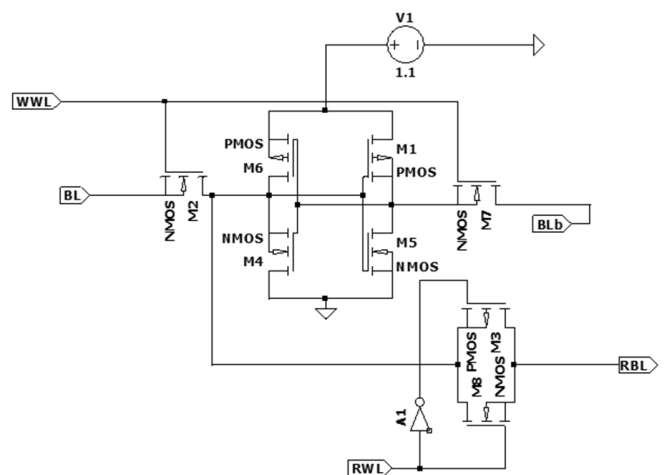 V1
1.1
WWL
PMOS
M6
M1
PMOS
BL
NMOS
M2
NMOS
M4
M5
NMOS
NMOS
M7
BLb
PMOS
M3
M8
NMOS
RBL
A1
RWL